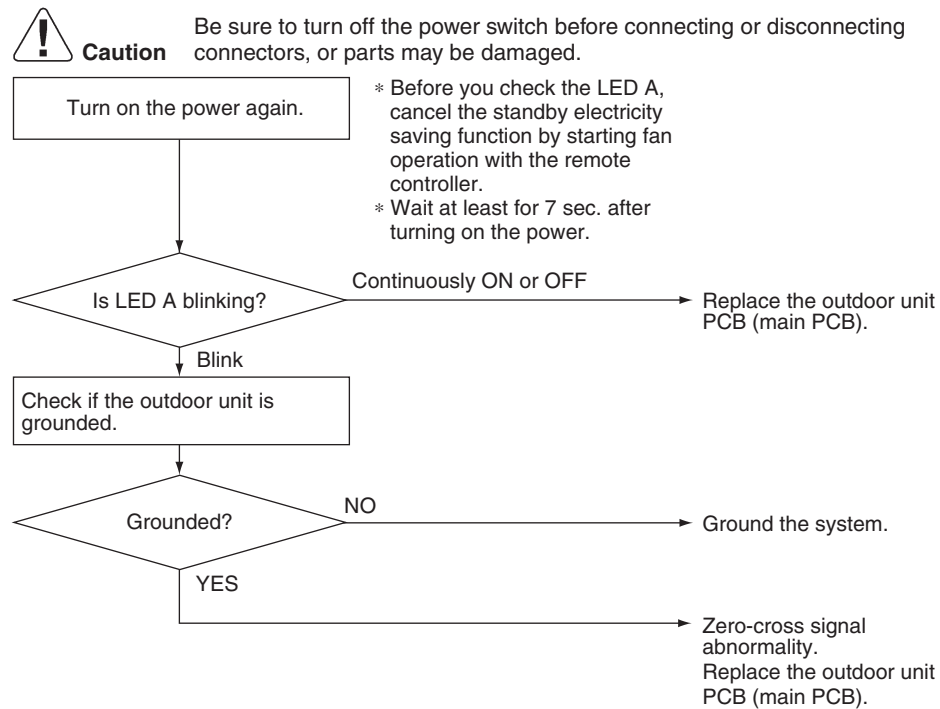 Be sure to turn off the power switch before connecting or disconnecting
Caution connectors, or parts may be damaged.
Turn on the power again.
* Before you check the LED A,
cancel the standby electricity
saving function by starting fan
operation with the remote
controller.
* Wait at least for 7 sec. after
turning on the power.
Is LED A blinking?
Continuously ON or OFF
Replace the outdoor unit
PCB (main PCB).
Blink
Check if the outdoor unit is
grounded.
Grounded?
NO
Ground the system.
YES
Zero-cross signal
abnormality.
Replace the outdoor unit
PCB (main PCB).